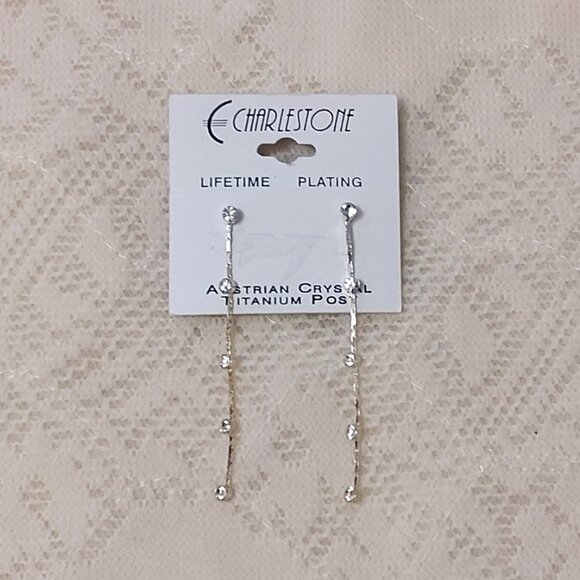 CHARLESTONE
LIFETIME PLATING
AUSTRIAN CRYSTAL
TITANIUM POST